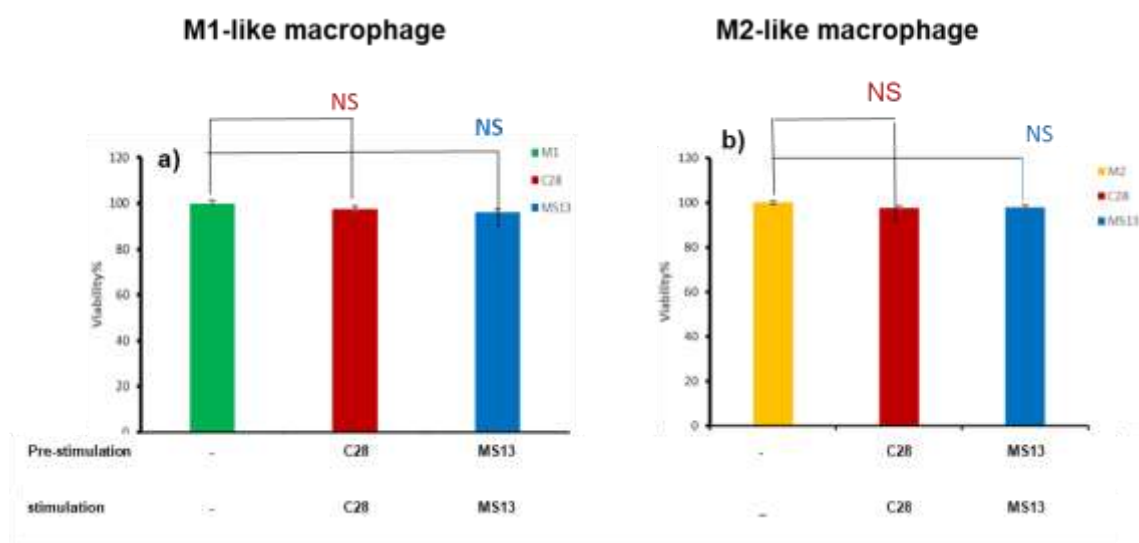 M1-like macrophage
NS
NS
a)
M1
C28
MS13
120
100
80
60
40
20
0
Viability%
M2-like macrophage
NS
NS
b)
M2
C28
MS13
120
100
80
60
40
20
0
Viability%
Pre-stimulation - C28 MS13 - C28 MS13
stimulation - C28 MS13 _ C28 MS13